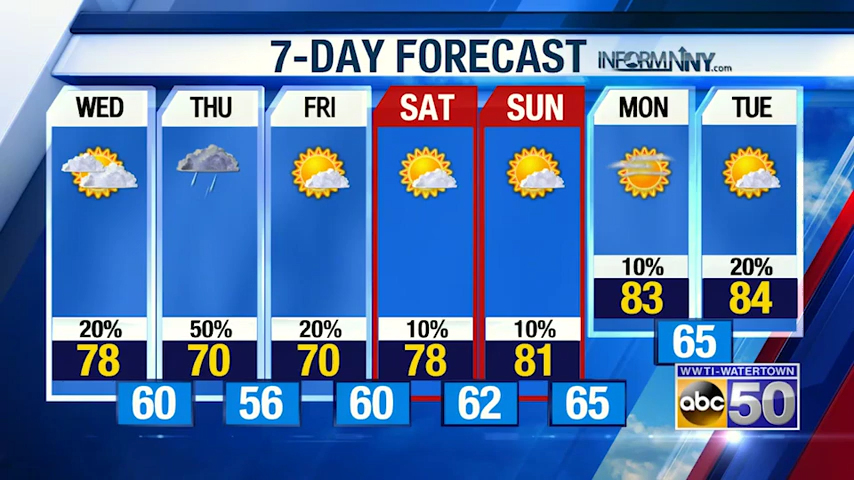 7-DAY FORECAST INFORMNNY.com
WED THU FRI SAT SUN MON TUE
10% 20%
83 84
20% 50% 20% 10% 10%
78 70 70 78 81
65
60 56 60 62 65
WWTI-WATERTOWN
abc 50